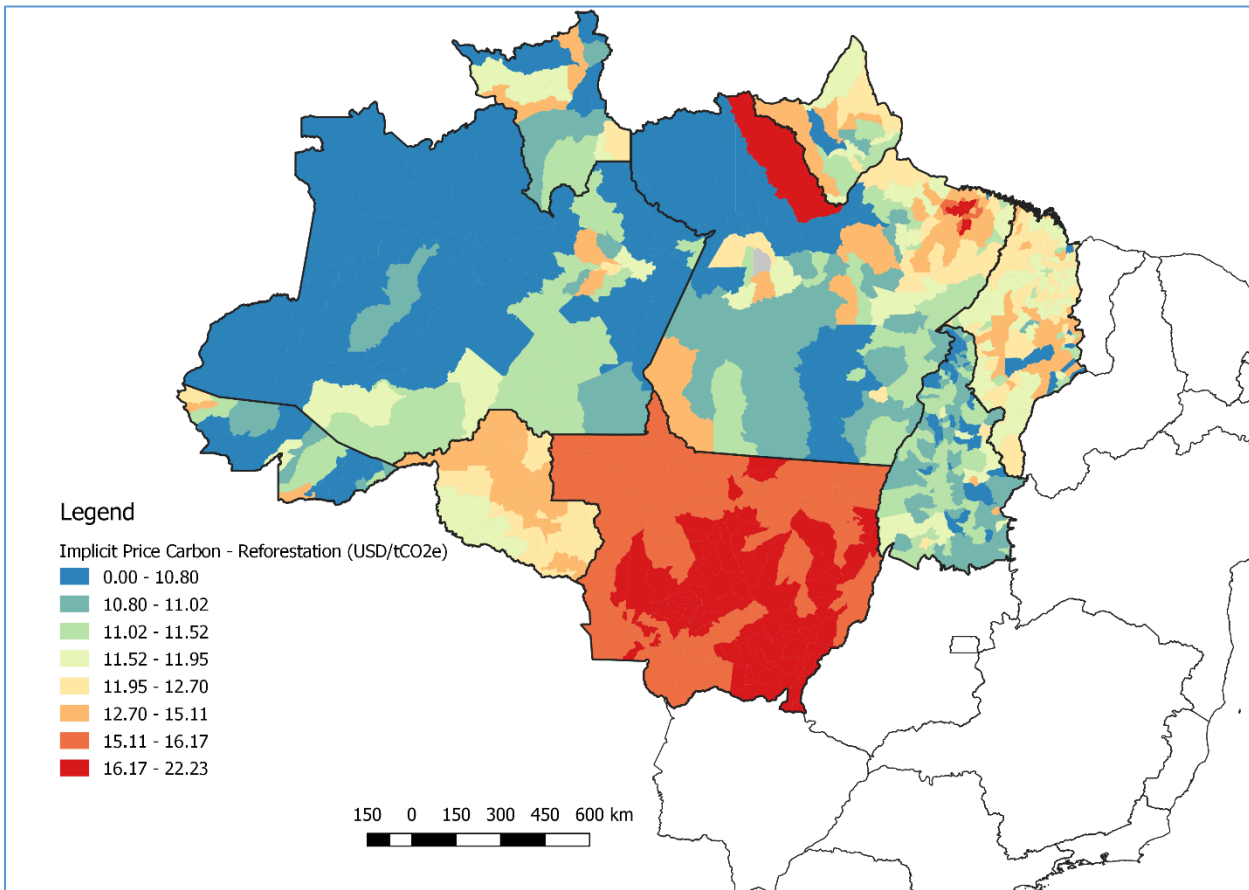 Legend
Implicit Price Carbon - Reforestation (USD/tCO2e)
0.00 - 10.80
10.80 - 11.02
11.02 - 11.52
11.52 - 11.95
11.95 - 12.70
12.70 - 15.11
15.11 - 16.17
16.17 - 22.23
150 0 150 300 450 600 km